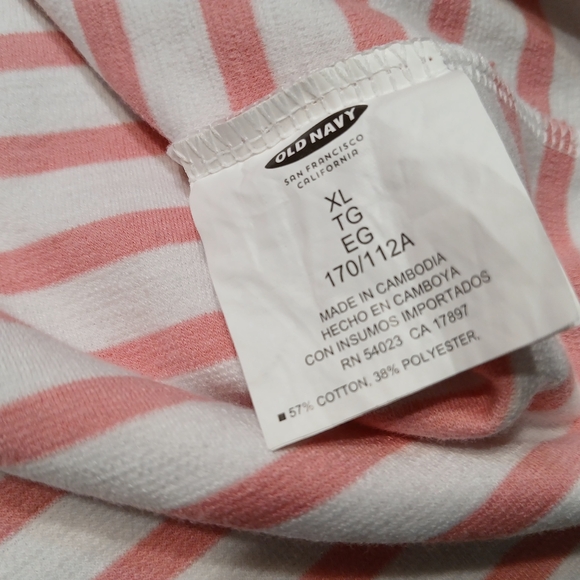 OLD NAVY
SAN FRANCISCO
CALIFORNIA
XL
TG
EG
170/112A
MADE IN CAMBODIA
HECHO EN CAMBOYA
CON INSUMOS IMPORTADOS
RN 54023 CA 17897
57% COTTON, 38% POLYESTER,